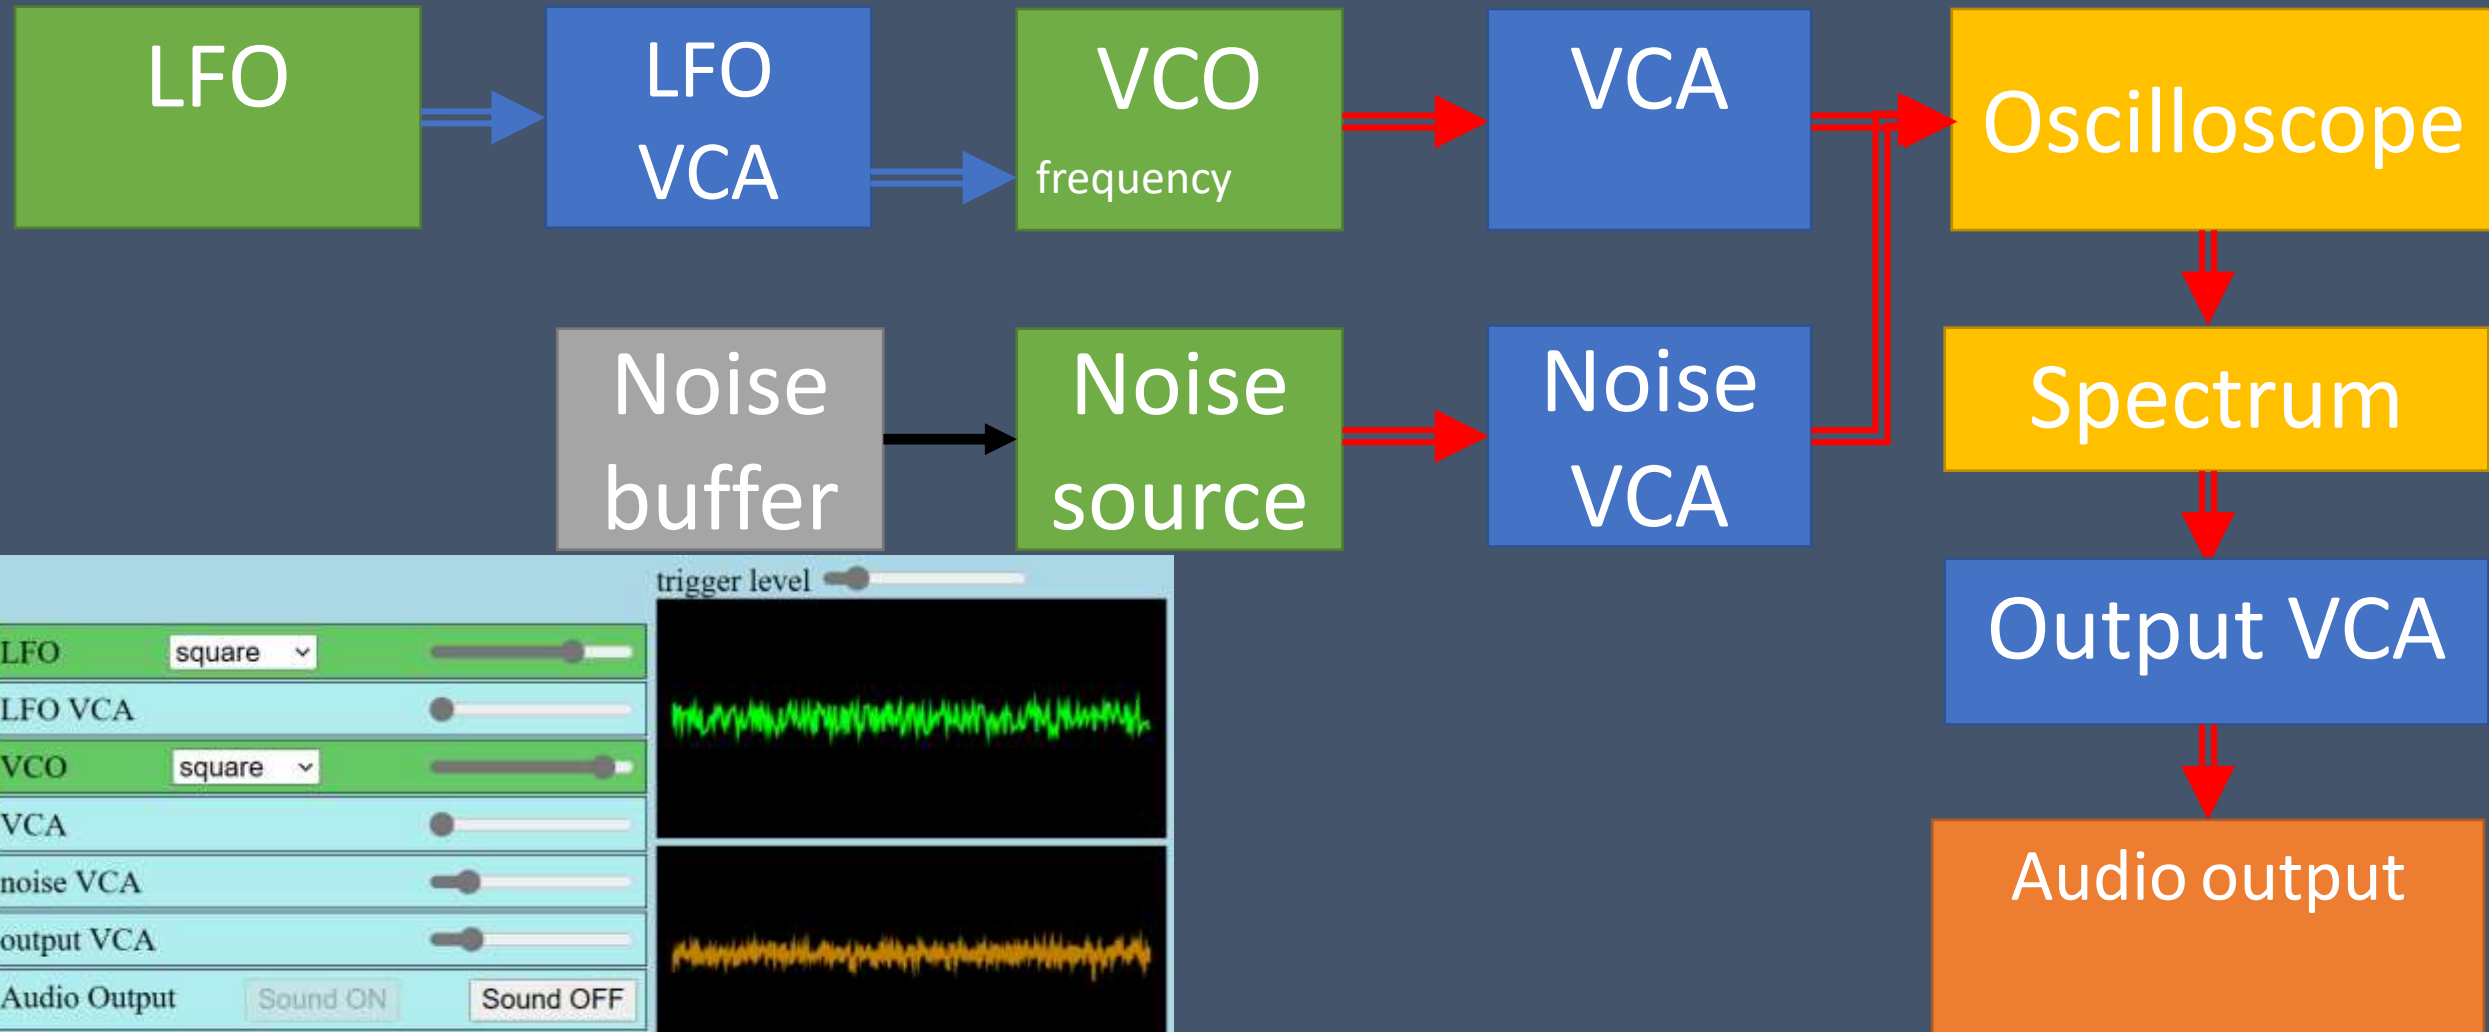 LFO
LFO
VCA
VCO
frequency
VCA
Oscilloscope
Noise
buffer
Noise
source
Noise
VCA
Spectrum
Output VCA
Audio output
trigger level
LFO square
LFO VCA
VCO square
VCA
noise VCA
output VCA
Audio Output Sound ON Sound OFF